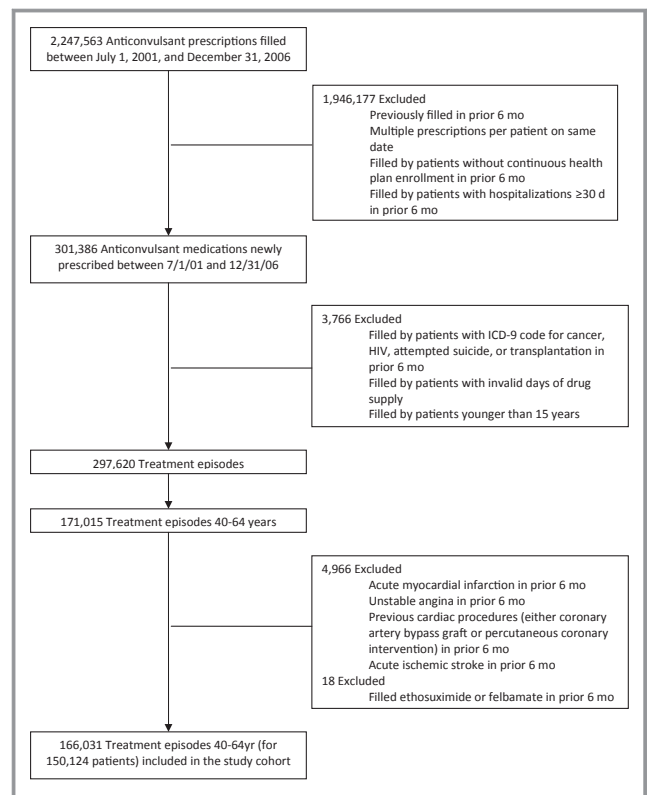 2,247,563 Anticonvulsant prescriptions filled
between July 1, 2001, and December 31, 2006
1,946,177 Excluded
Previously filled in prior 6 mo
Multiple prescriptions per patient on same
date
Filled by patients without continuous health
plan enrollment in prior 6 mo
Filled by patients with hospitalizations ≥30 d
in prior 6 mo
301,386 Anticonvulsant medications newly
prescribed between 7/1/01 and 12/31/06
3,766 Excluded
Filled by patients with ICD-9 code for cancer,
HIV, attempted suicide, or transplantation in
prior 6 mo
Filled by patients with invalid days of drug
supply
Filled by patients younger than 15 years
297,620 Treatment episodes
171,015 Treatment episodes 40-64 years
4,966 Excluded
Acute myocardial infarction in prior 6 mo
Unstable angina in prior 6 mo
Previous cardiac procedures (either coronary
artery bypass graft or percutaneous coronary
intervention) in prior 6 mo
Acute ischemic stroke in prior 6 mo
18 Excluded
Filled ethosuximide or felbamate in prior 6 mo
166,031 Treatment episodes 40-64yr (for
150,124 patients) included in the study cohort